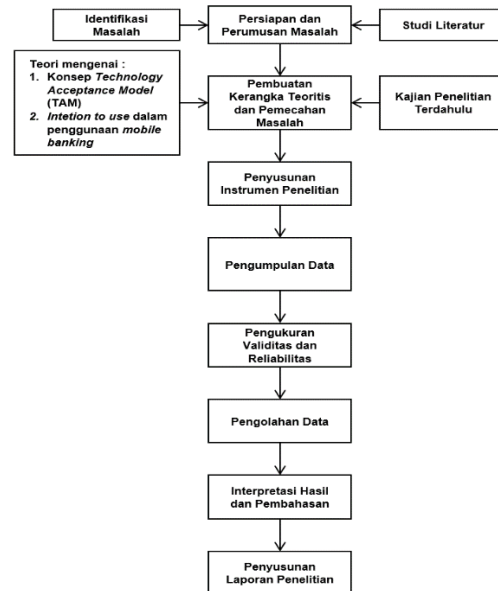 Identifikasi
Masalah
Persiapan dan
Perumusan Masalah
Studi Literatur
Teori mengenai :
1. Konsep Technology
Acceptance Model
(TAM)
2. Intetion to use dalam
penggunaan mobile
banking
Pembuatan
Kerangka Teoritis
dan Pemecahan
Masalah
Kajian Penelitian
Terdahulu
Penyusunan
Instrumen Penelitian
Pengumpulan Data
Pengukuran
Validitas dan
Reliabilitas
Pengolahan Data
Interpretasi Hasil
dan Pembahasan
Penyusunan
Laporan Penelitian